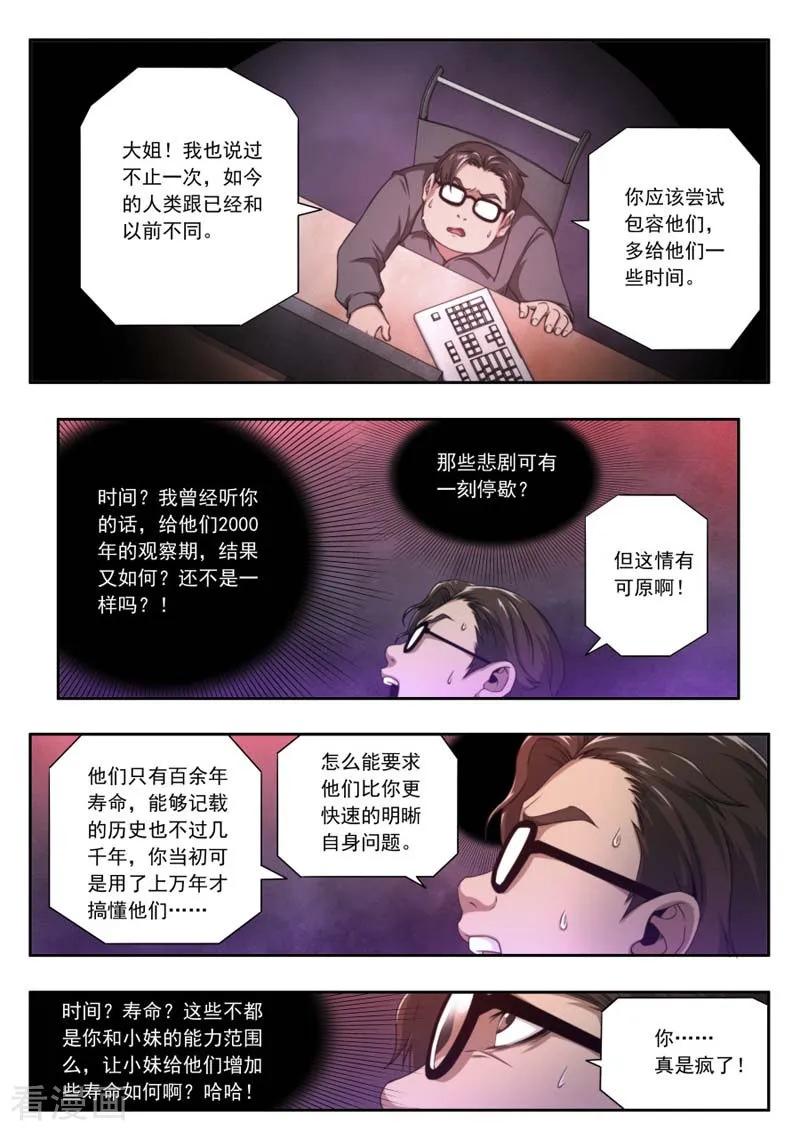 大姐！我也说过
不止一次，如今
的人类跟已经和
以前不同。
你应该尝试
包容他们，
多给他们一
些时间。
那些悲剧可有
一刻停歇？
时间？我曾经听你
的话，给他们2000
年的观察期，结果
又如何？还不是一
样吗？！
但这情有
可原啊！
他们只有百余年
寿命，能够记载
的历史也不过几
千年，你当初可
是用了上万年才
搞懂他们……
怎么能要求
他们比你更
快速的明晰
自身问题。
时间？寿命？这些不都
是你和小妹的能力范围
么，让小妹给他们增加
些寿命如何啊？哈哈！
你……
真是疯了！
看漫画